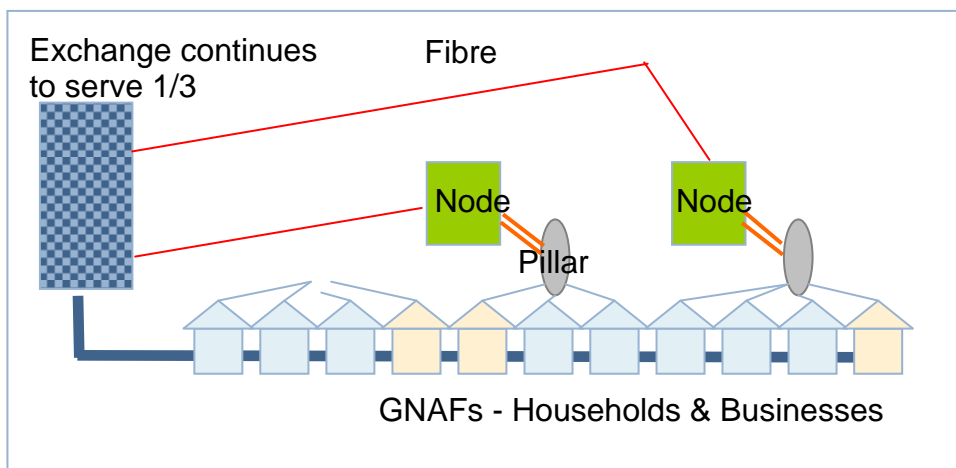 Exchange continues
to serve 1/3
Fibre
Node
Node
Pillar
GNAFs - Households & Businesses